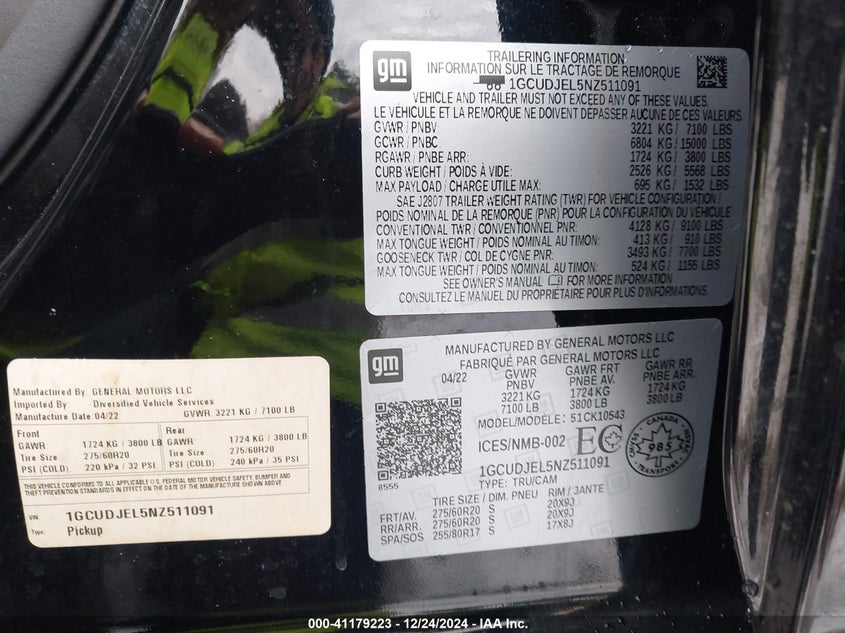 gm
TRAILERING INFORMATION
INFORMATION SUR LE TRACTAGE DE REMORQUE
1GCUDJEL5NZ511091
VEHICLE AND TRAILER MUST NOT EXCEED ANY OF THESE VALUES.
LE VÉHICULE ET LA REMORQUE NE DOIVENT DÉPASSER AUCUNE DE CES VALEURS.
GVWR / PNBV: 3221 KG / 7100 LBS
GCWR / PNBC 6804 KG / 15000 LBS
RGAWR / PNBE ARR: 1724 KG / 3800 LBS
CURB WEIGHT / POIDS À VIDE: 2526 KG / 5568 LBS
MAX PAYLOAD / CHARGE UTILE MAX: 695 KG / 1532 LBS
SAE J2807 TRAILER WEIGHT RATING (TWR) FOR VEHICLE CONFIGURATION /
POIDS NOMINAL DE LA REMORQUE (PNR) POUR LA CONFIGURATION DU VÉHICULE
CONVENTIONAL TWR / CONVENTIONNEL PNR: 4128 KG / 9100 LBS
MAX TONGUE WEIGHT / POIDS NOMINAL AU TIMON: 413 KG / 910 LBS
GOOSENECK TWR / COL DE CYGNE PNR: 3493 KG / 7700 LBS
MAX TONGUE WEIGHT / POIDS NOMINAL AU TIMON: 524 KG / 1155 LBS
SEE OWNER'S MANUAL FOR MORE INFORMATION.
CONSULTEZ LE MANUEL DU PROPRIÉTAIRE POUR PLUS D'INFORMATIONS.
gm
MANUFACTURED BY GENERAL MOTORS LLC
FABRIQUÉ PAR GENERAL MOTORS LLC
04/22 GVWR GAWR FRT GAWR RR
PNBV PNBE AV. PNBE ARR.
3221 KG 1724 KG 1724 KG
7100 LB 3800 LB 3800 LB
MODEL/MODÈLE: 51CK10543
ICES/NMB-002 EC
CANADA
985
TRANSPORT
1GCUDJEL5NZ511091
8555
TYPE: TRU/CAM
TIRE SIZE / DIM. PNEU RIM / JANTE
FRT/AV. 275/60R20 S 20X9J
RR/ARR. 275/60R20 S 20X9J
SPA/SOS 255/80R17 S 17X8J
Manufactured By: GENERAL MOTORS LLC
Imported By: Diversified Vehicle Services
Manufacture Date 04/22 GVWR 3221 KG / 7100 LB
Front Rear
GAWR 1724 KG / 3800 LB GAWR 1724 KG / 3800 LB
Tire Size 275/60R20 Tire Size 275/60R20
PSI (COLD) 220 kPa / 32 PSI PSI (COLD) 240 kPa / 35 PSI
THIS VEHICLE CONFORMS TO ALL APPLICABLE U.S. FEDERAL MOTOR VEHICLE SAFETY, BUMPER AND
THEFT PREVENTION STANDARDS IN EFFECT ON THE DATE OF MANUFACTURE SHOWN ABOVE.
VIN: 1GCUDJEL5NZ511091
Type: Pickup
000-41179223 - 12/24/2024 - IAA Inc.